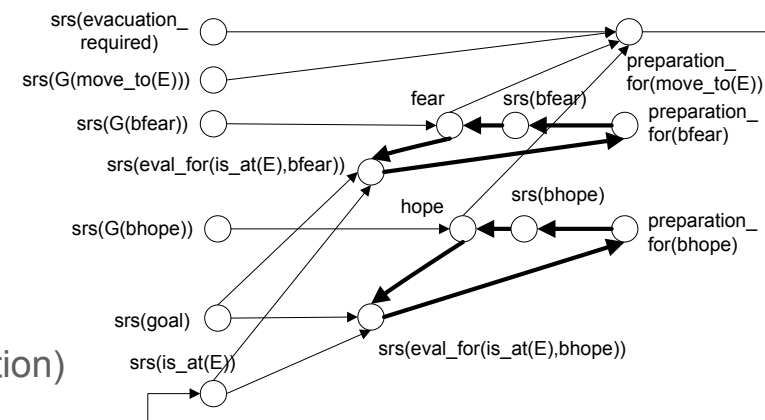 srs(evacuation_
required)
srs(G(move_to(E)))
preparation_
for(move_to(E))
fear
srs(bfear)
srs(G(bfear))
preparation_
for(bfear)
srs(eval_for(is_at(E),bfear))
hope
srs(bhope)
srs(G(bhope))
preparation_
for(bhope)
srs(goal)
srs(eval_for(is_at(E),bhope))
srs(is_at(E))
tion)